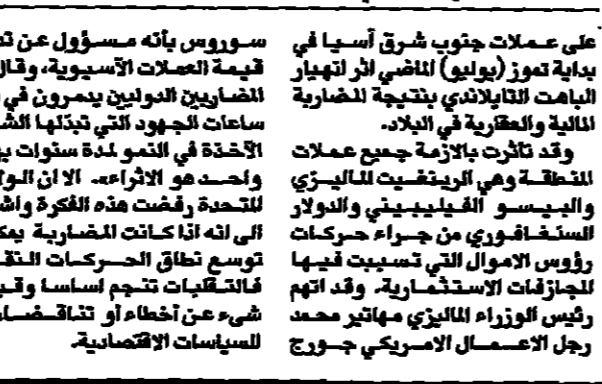 على عملات جنوب شرق آسيا في
بداية تموز (يوليو) الماضي اثر انهيار
الباهت التايلاندي بنتيجة المضاربة
المالية والعقارية في البلاد.
وقد تأثرت بالازمة جميع عملات
المنطقة وهي الرينغيت الماليزي
والبيسو الفيليبيني والدولار
السنغافوري من جراء حركات
رؤوس الاموال التي تسببت فيها
المجازفات الاستثمارية. وقد اتهم
رئيس الوزراء الماليزي مهاتير محمد
رجل الاعمال الامريكي جورج
سوروس بأنه مسؤول عن
قيمة العملات الآسيوية، وقال
المضاربين الدوليين يدمرون في
ساعات الجهود التي تبذلها
الآخذة في النمو لمدة سنوات
واحد هو الاثراء». الا ان
المتحدة رفضت هذه الفكرة
الى انه اذا كانت المضاربة
توسع نطاق الحركات
فالتقلبات تنجم اساسا
شيء عن أخطاء أو
للسياسات الاقتصادية.